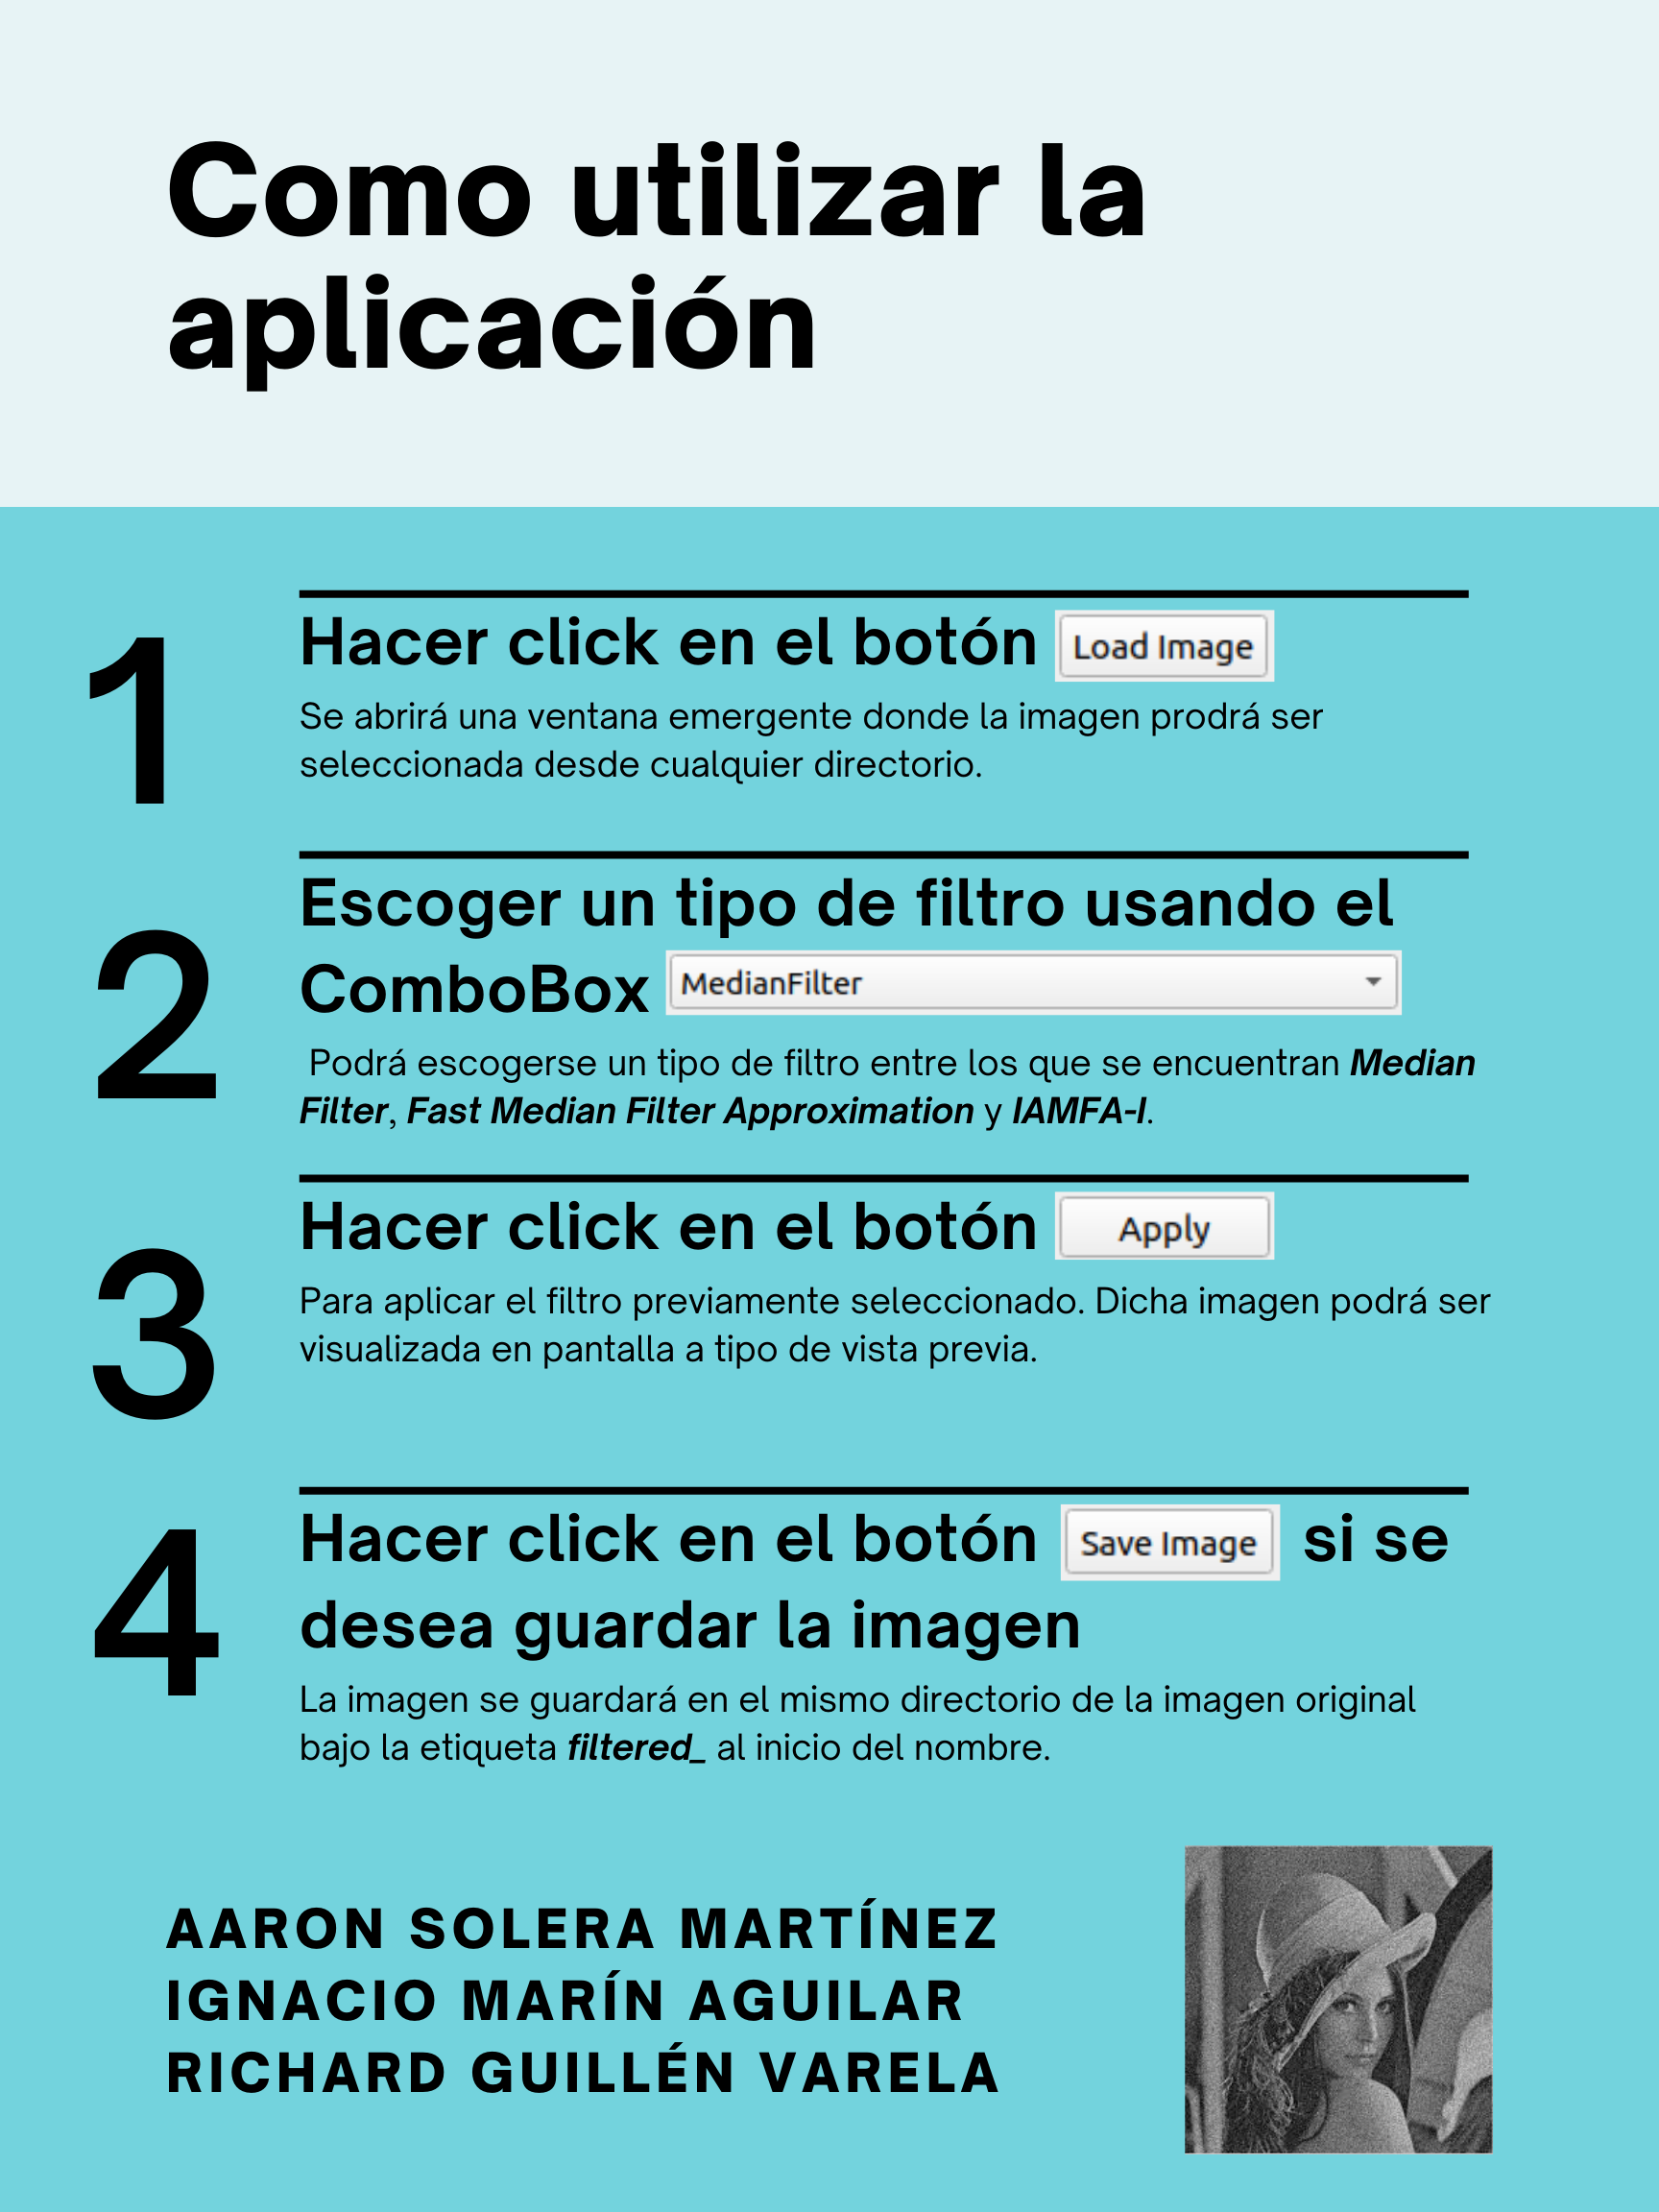 Como utilizar la
aplicación
1
Hacer click en el botón Load Image
Se abrirá una ventana emergente donde la imagen prodrá ser
seleccionada desde cualquier directorio.
2
Escoger un tipo de filtro usando el
ComboBox MedianFilter
Podrá escogerse un tipo de filtro entre los que se encuentran Median
Filter, Fast Median Filter Approximation y IAMFA-I.
3
Hacer click en el botón Apply
Para aplicar el filtro previamente seleccionado. Dicha imagen podrá ser
visualizada en pantalla a tipo de vista previa.
4
Hacer click en el botón Save Image si se
desea guardar la imagen
La imagen se guardará en el mismo directorio de la imagen original
bajo la etiqueta filtered_ al inicio del nombre.
AARON SOLERA MARTÍNEZ
IGNACIO MARÍN AGUILAR
RICHARD GUILLÉN VARELA